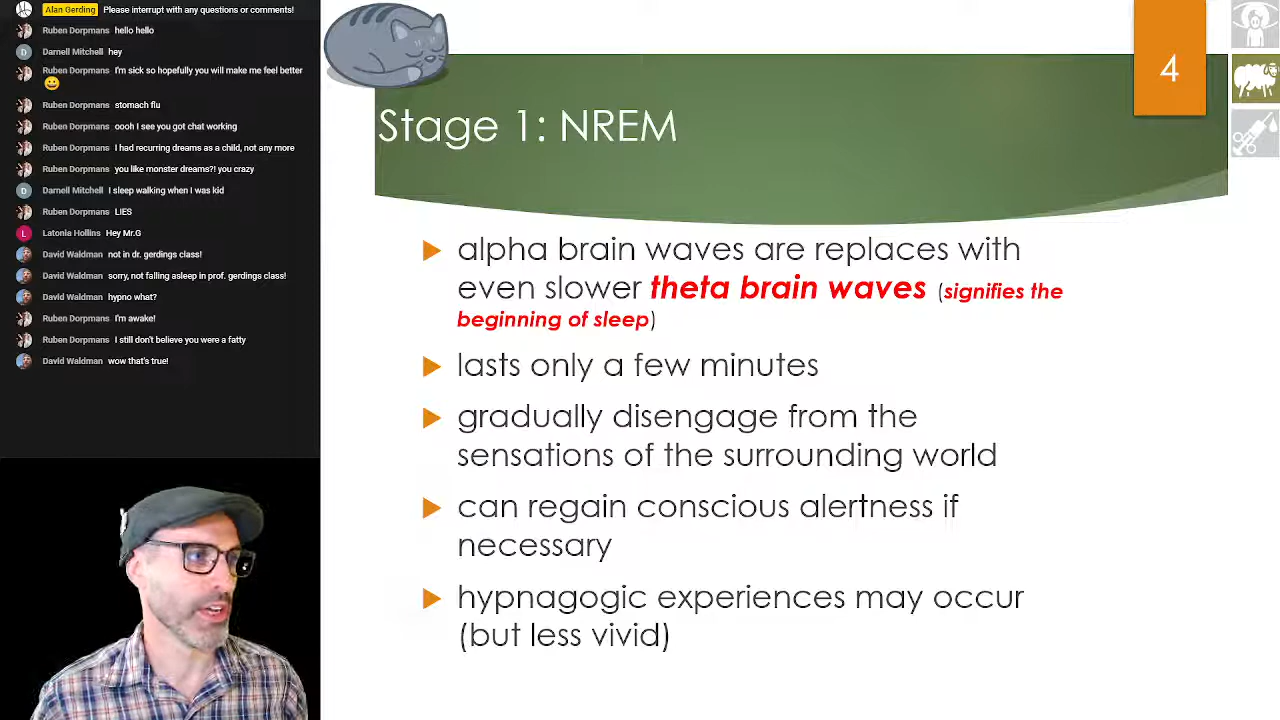 Alan Gerding Please interrupt with any questions or comments!
Ruben Dorpmans hello hello
D Darnell Mitchell hey
Ruben Dorpmans I'm sick so hopefully you will make me feel better
Ruben Dorpmans stomach flu
Ruben Dorpmans oooh I see you got chat working
Ruben Dorpmans I had recurring dreams as a child, not any more
Ruben Dorpmans you like monster dreams?! you crazy
D Darnell Mitchell I sleep walking when I was kid
Ruben Dorpmans LIES
L Latonia Hollins Hey Mr.G
David Waldman not in dr. gerdings class!
David Waldman sorry, not falling asleep in prof. gerdings class!
David Waldman hypno what?
Ruben Dorpmans I'm awake!
Ruben Dorpmans I still don't believe you were a fatty
David Waldman wow that's true!
4
Stage 1: NREM
alpha brain waves are replaces with
even slower theta brain waves (signifies the
beginning of sleep)
lasts only a few minutes
gradually disengage from the
sensations of the surrounding world
can regain conscious alertness if
necessary
hypnagogic experiences may occur
(but less vivid)